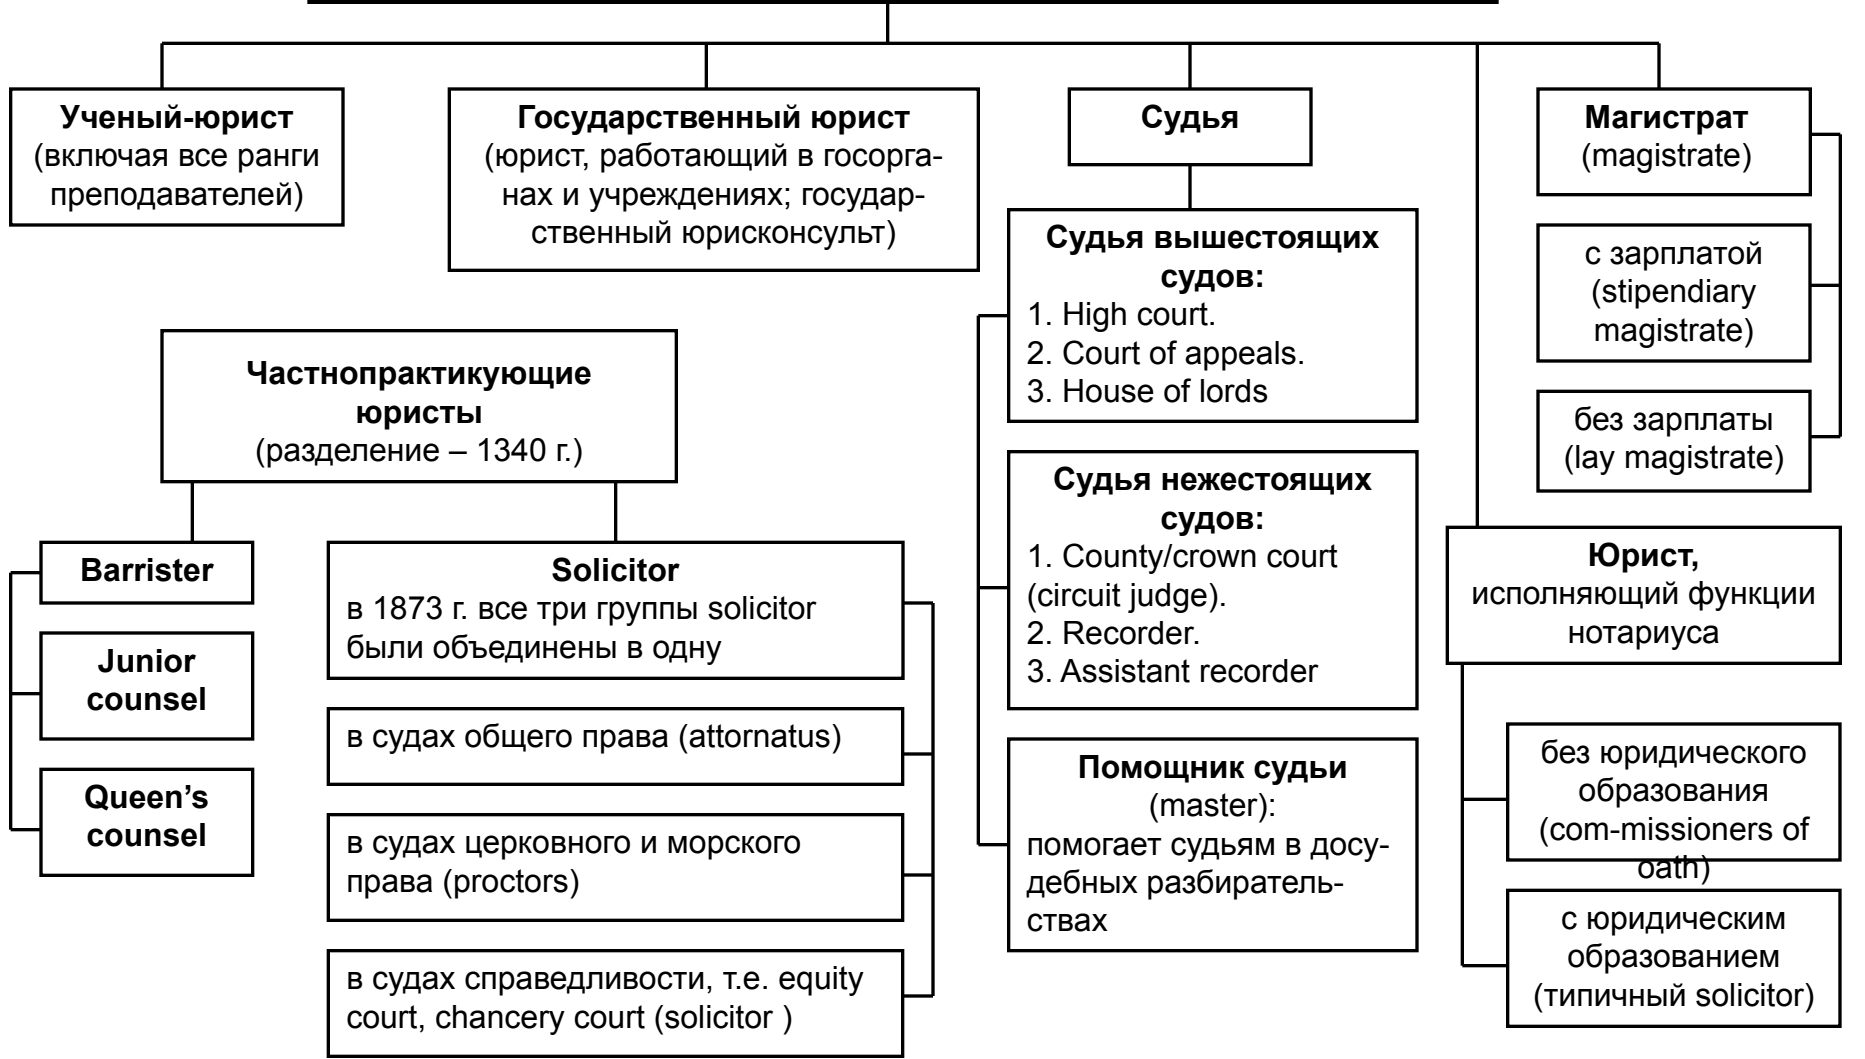 Ученый-юрист
(включая все ранги
преподавателей)
Государственный юрист
(юрист, работающий в госорга-
нах и учреждениях; государ-
ственный юрисконсульт)
Судья
Магистрат
(magistrate)
с зарплатой
(stipendiary
magistrate)
без зарплаты
(lay magistrate)
Судья вышестоящих
судов:
1. High court.
2. Court of appeals.
3. House of lords
Судья нежестоящих
судов:
1. County/crown court
(circuit judge).
2. Recorder.
3. Assistant recorder
Помощник судьи
(master):
помогает судьям в досу-
дебных разбиратель-
ствах
Частнопрактикующие
юристы
(разделение – 1340 г.)
Barrister
Junior
counsel
Queen’s
counsel
Solicitor
в 1873 г. все три группы solicitor
были объединены в одну
в судах общего права (attornatus)
в судах церковного и морского
права (proctors)
в судах справедливости, т.е. equity
court, chancery court (solicitor )
Юрист,
исполняющий функции
нотариуса
без юридического
образования
(com-missioners of
oath)
с юридическим
образованием
(типичный solicitor)